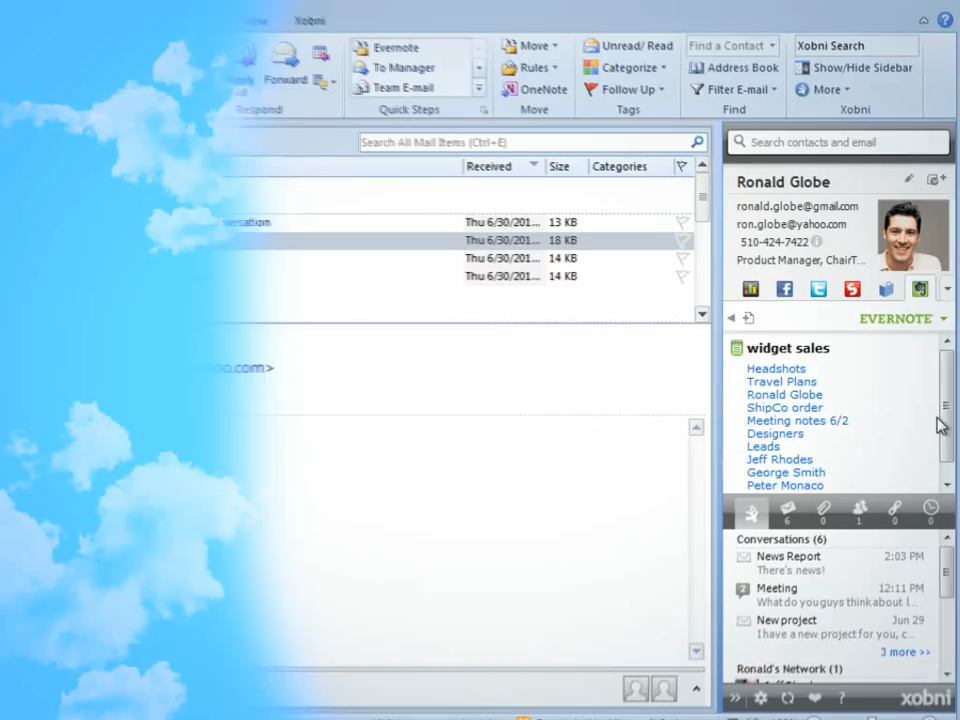 Xobni
Evernote
To Manager
Team E-mail
Quick Steps
Forward
Respond
Move
Rules
OneNote
Move
Unread/ Read
Categorize
Follow Up
Tags
Find a Contact
Address Book
Filter E-mail
Find
Xobni Search
Show/Hide Sidebar
More
Xobni
Search All Mail Items (Ctrl+E)
Received Size Categories
Thu 6/30/201... 13 KB
Thu 6/30/201... 18 KB
Thu 6/30/201... 14 KB
Thu 6/30/201... 14 KB
Search contacts and email
Ronald Globe
ronald.globe@gmail.com
ron.globe@yahoo.com
510-424-7422
Product Manager, ChairT...
EVERNOTE
widget sales
Headshots
Travel Plans
Ronald Globe
ShipCo order
Meeting notes 6/2
Designers
Leads
Jeff Rhodes
George Smith
Peter Monaco
6 0 1 0 0
Conversations (6)
News Report 2:03 PM
There's news!
2 Meeting 12:11 PM
What do you guys think about l...
New project Jun 29
I have a new project for you, c...
3 more >>
Ronald's Network (1)
xobni